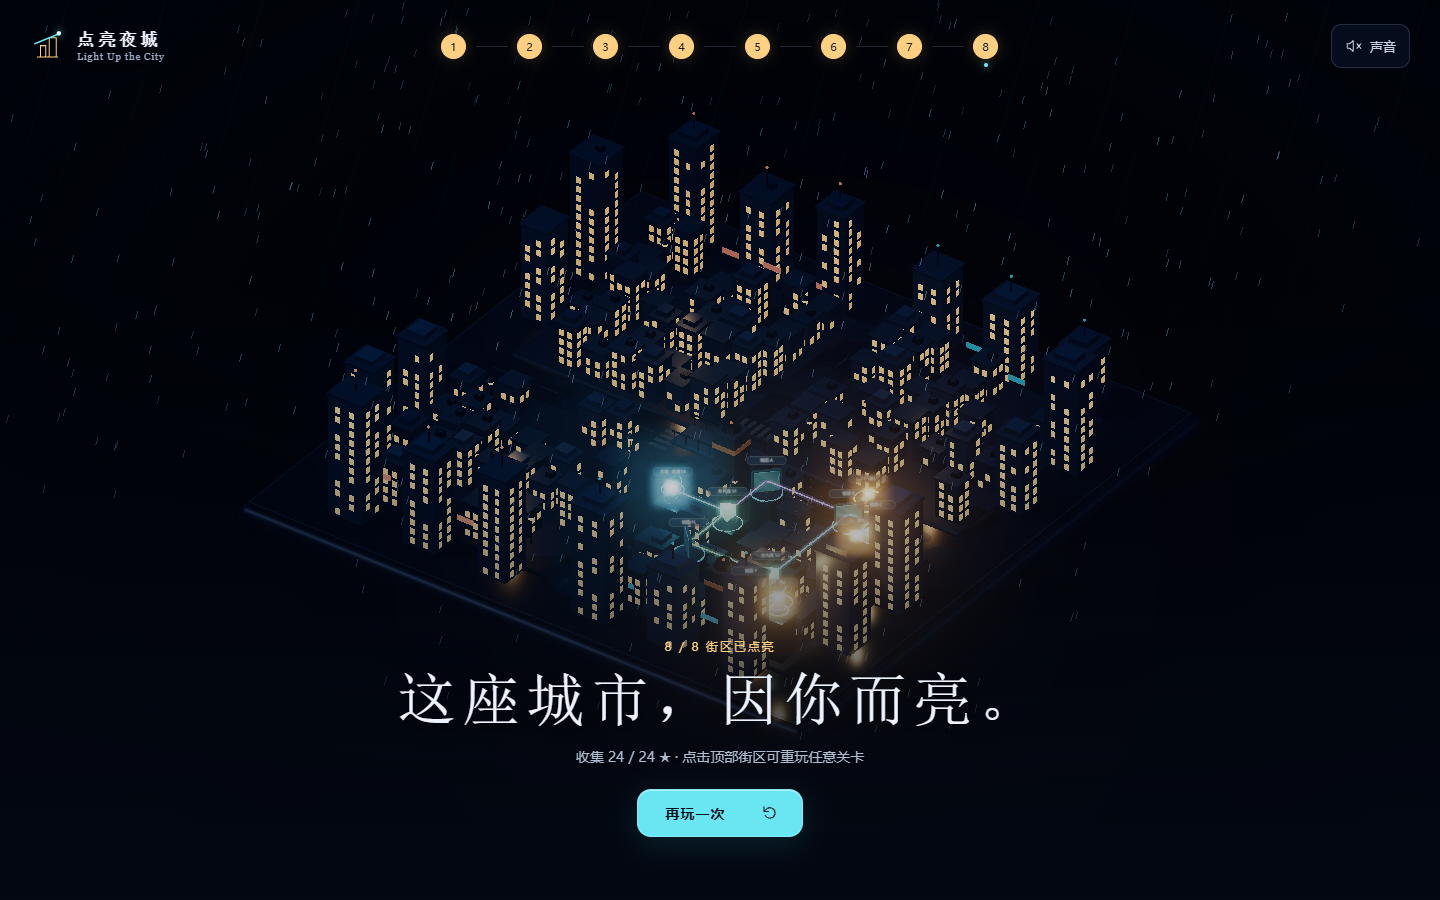 点亮夜城
Light Up the City
1 2 3 4 5 6 7 8
声音
8 / 8 街区已点亮
这座城市，因你而亮。
收集 24 / 24 ★ · 点击顶部街区可重玩任意关卡
再玩一次